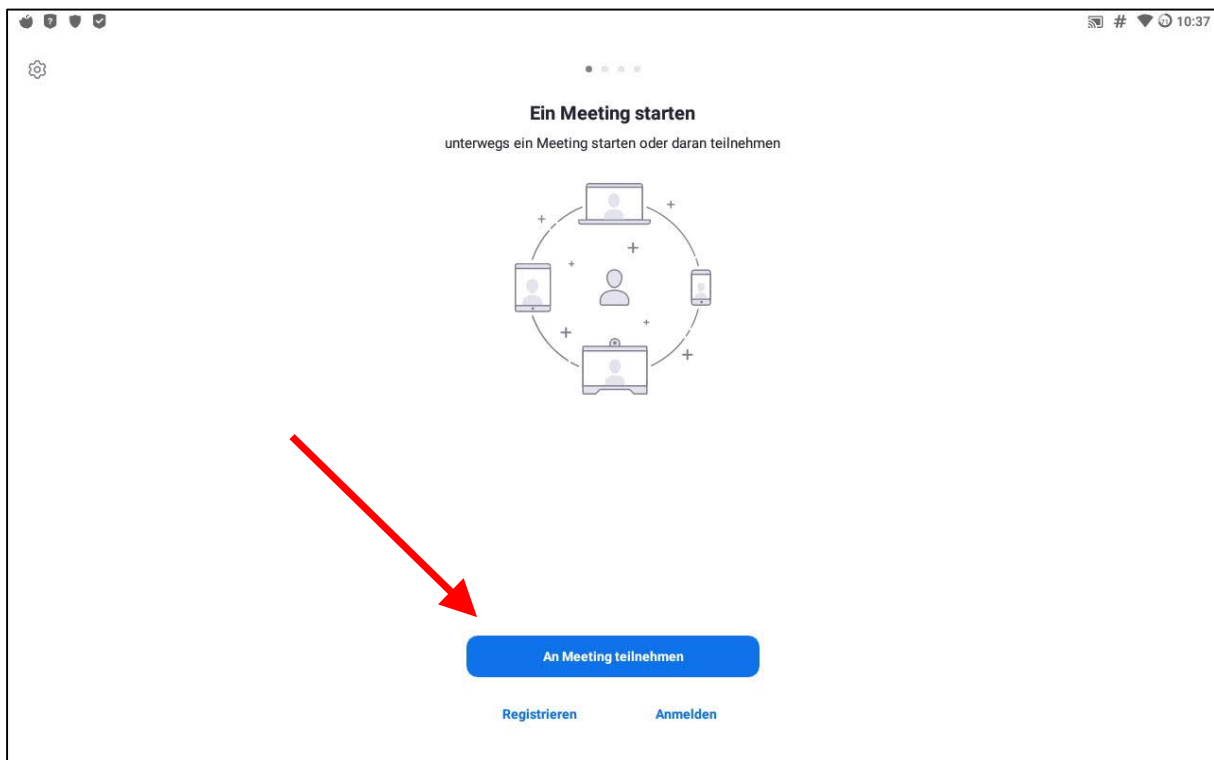 10:37
Ein Meeting starten
unterwegs ein Meeting starten oder daran teilnehmen
An Meeting teilnehmen
Registrieren Anmelden